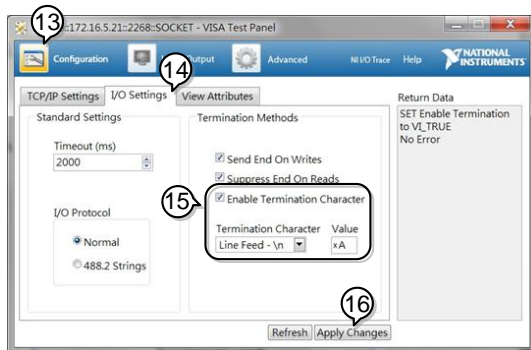 13
::172.16.5.21::2268::SOCKET - VISA Test Panel
Configuration
Output
Advanced
NI I/O Trace
Help
NATIONAL INSTRUMENTS
14
TCP/IP Settings
I/O Settings
View Attributes
Return Data
Standard Settings
Timeout (ms)
2000
I/O Protocol
Normal
488.2 Strings
Termination Methods
Send End On Writes
Suppress End On Reads
15
Enable Termination Character
Termination Character
Value
Line Feed - \n
xA
SET Enable Termination
to VI_TRUE
No Error
16
Refresh
Apply Changes